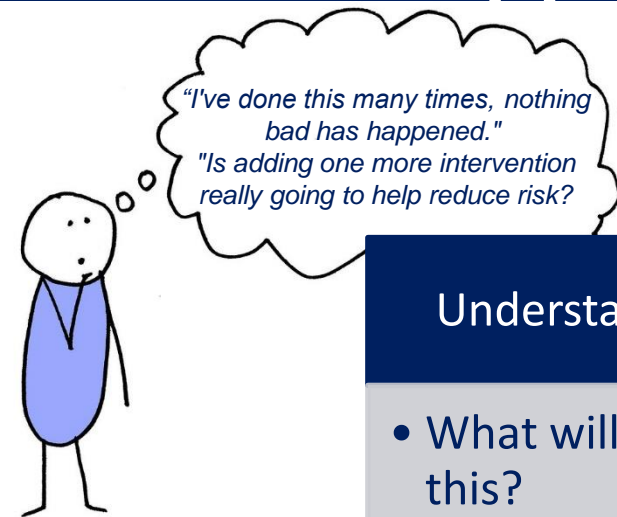 “I've done this many times, nothing
bad has happened."
"Is adding one more intervention
really going to help reduce risk?
Understa
• What will
this?